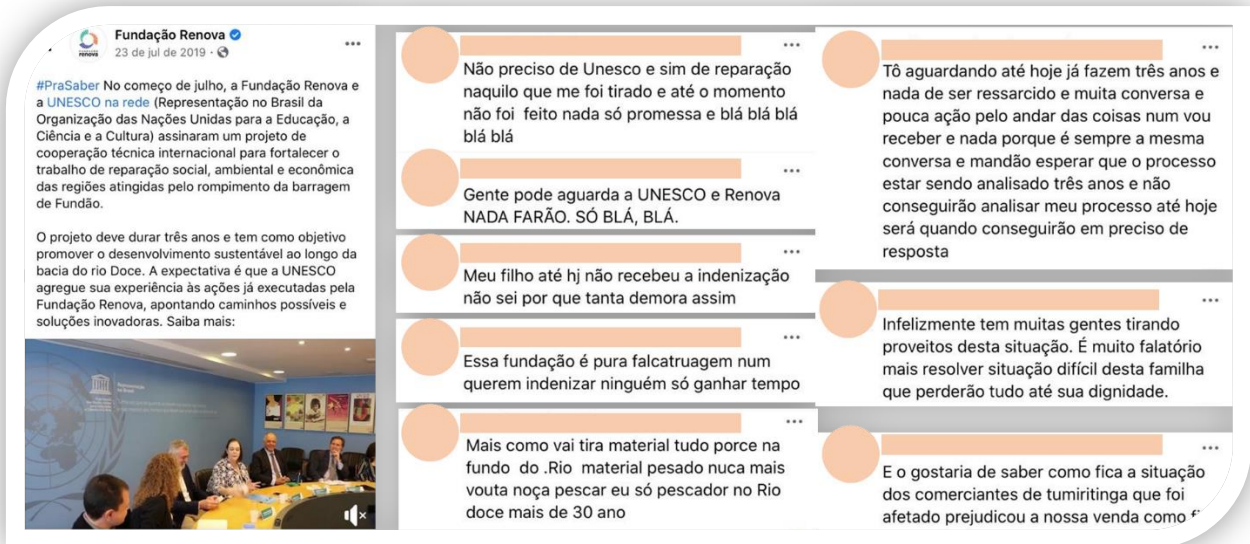 Fundação Renova
23 de jul de 2019 ·
#PraSaber No começo de julho, a Fundação Renova e
a UNESCO na rede (Representação no Brasil da
Organização das Nações Unidas para a Educação, a
Ciência e a Cultura) assinaram um projeto de
cooperação técnica internacional para fortalecer o
trabalho de reparação social, ambiental e econômica
das regiões atingidas pelo rompimento da barragem
de Fundão.
O projeto deve durar três anos e tem como objetivo
promover o desenvolvimento sustentável ao longo da
bacia do rio Doce. A expectativa é que a UNESCO
agregue sua experiência às ações já executadas pela
Fundação Renova, apontando caminhos possíveis e
soluções inovadoras. Saiba mais:
Não preciso de Unesco e sim de reparação
naquilo que me foi tirado e até o momento
não foi feito nada só promessa e blá blá blá
blá blá
Gente pode aguarda a UNESCO e Renova
NADA FARÃO. SÓ BLÁ, BLÁ.
Meu filho até hj não recebeu a indenização
não sei por que tanta demora assim
Essa fundação é pura falcatruagem num
querem indenizar ninguém só ganhar tempo
Mais como vai tira material tudo porce na
fundo do .Rio material pesado nuca mais
vouta noça pescar eu só pescador no Rio
doce mais de 30 ano
Tô aguardando até hoje já fazem três anos e
nada de ser ressarcido e muita conversa e
pouca ação pelo andar das coisas num vou
receber e nada porque é sempre a mesma
conversa e mandão esperar que o processo
estar sendo analisado três anos e não
conseguirão analisar meu processo até hoje
será quando conseguirão em preciso de
resposta
Infelizmente tem muitas gentes tirando
proveitos desta situação. É muito falatório
mais resolver situação difícil desta familha
que perderão tudo até sua dignidade.
E o gostaria de saber como fica a situação
dos comerciantes de tumiritinga que foi
afetado prejudicou a nossa venda como